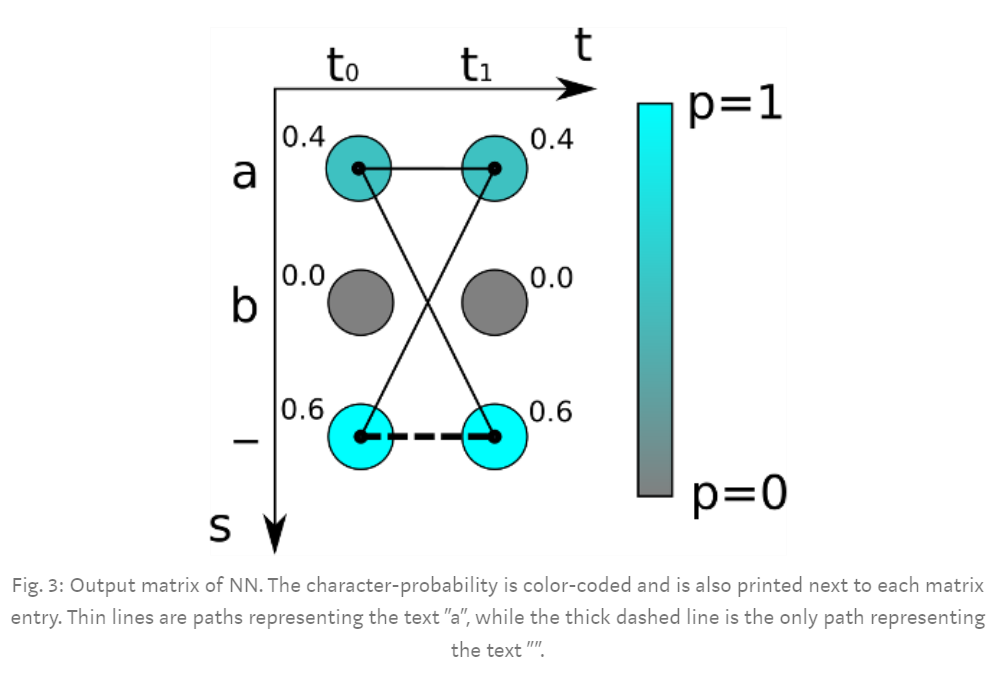 t
t₀ t₁
p=1
0.4 0.4
a
0.0 0.0
b
0.6 0.6
–
p=0
s
Fig. 3: Output matrix of NN. The character-probability is color-coded and is also printed next to each matrix
entry. Thin lines are paths representing the text ”a”, while the thick dashed line is the only path representing
the text ””.